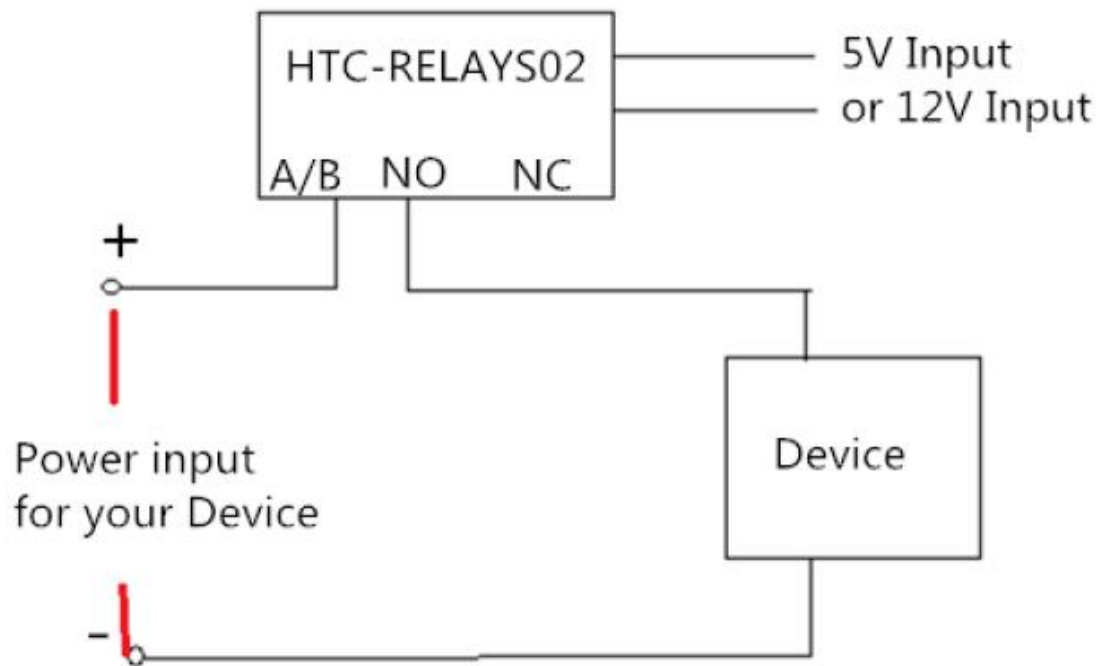 HTC-RELAYS02
5V Input
or 12V Input
A/B NO NC
+
Power input
for your Device
Device
-